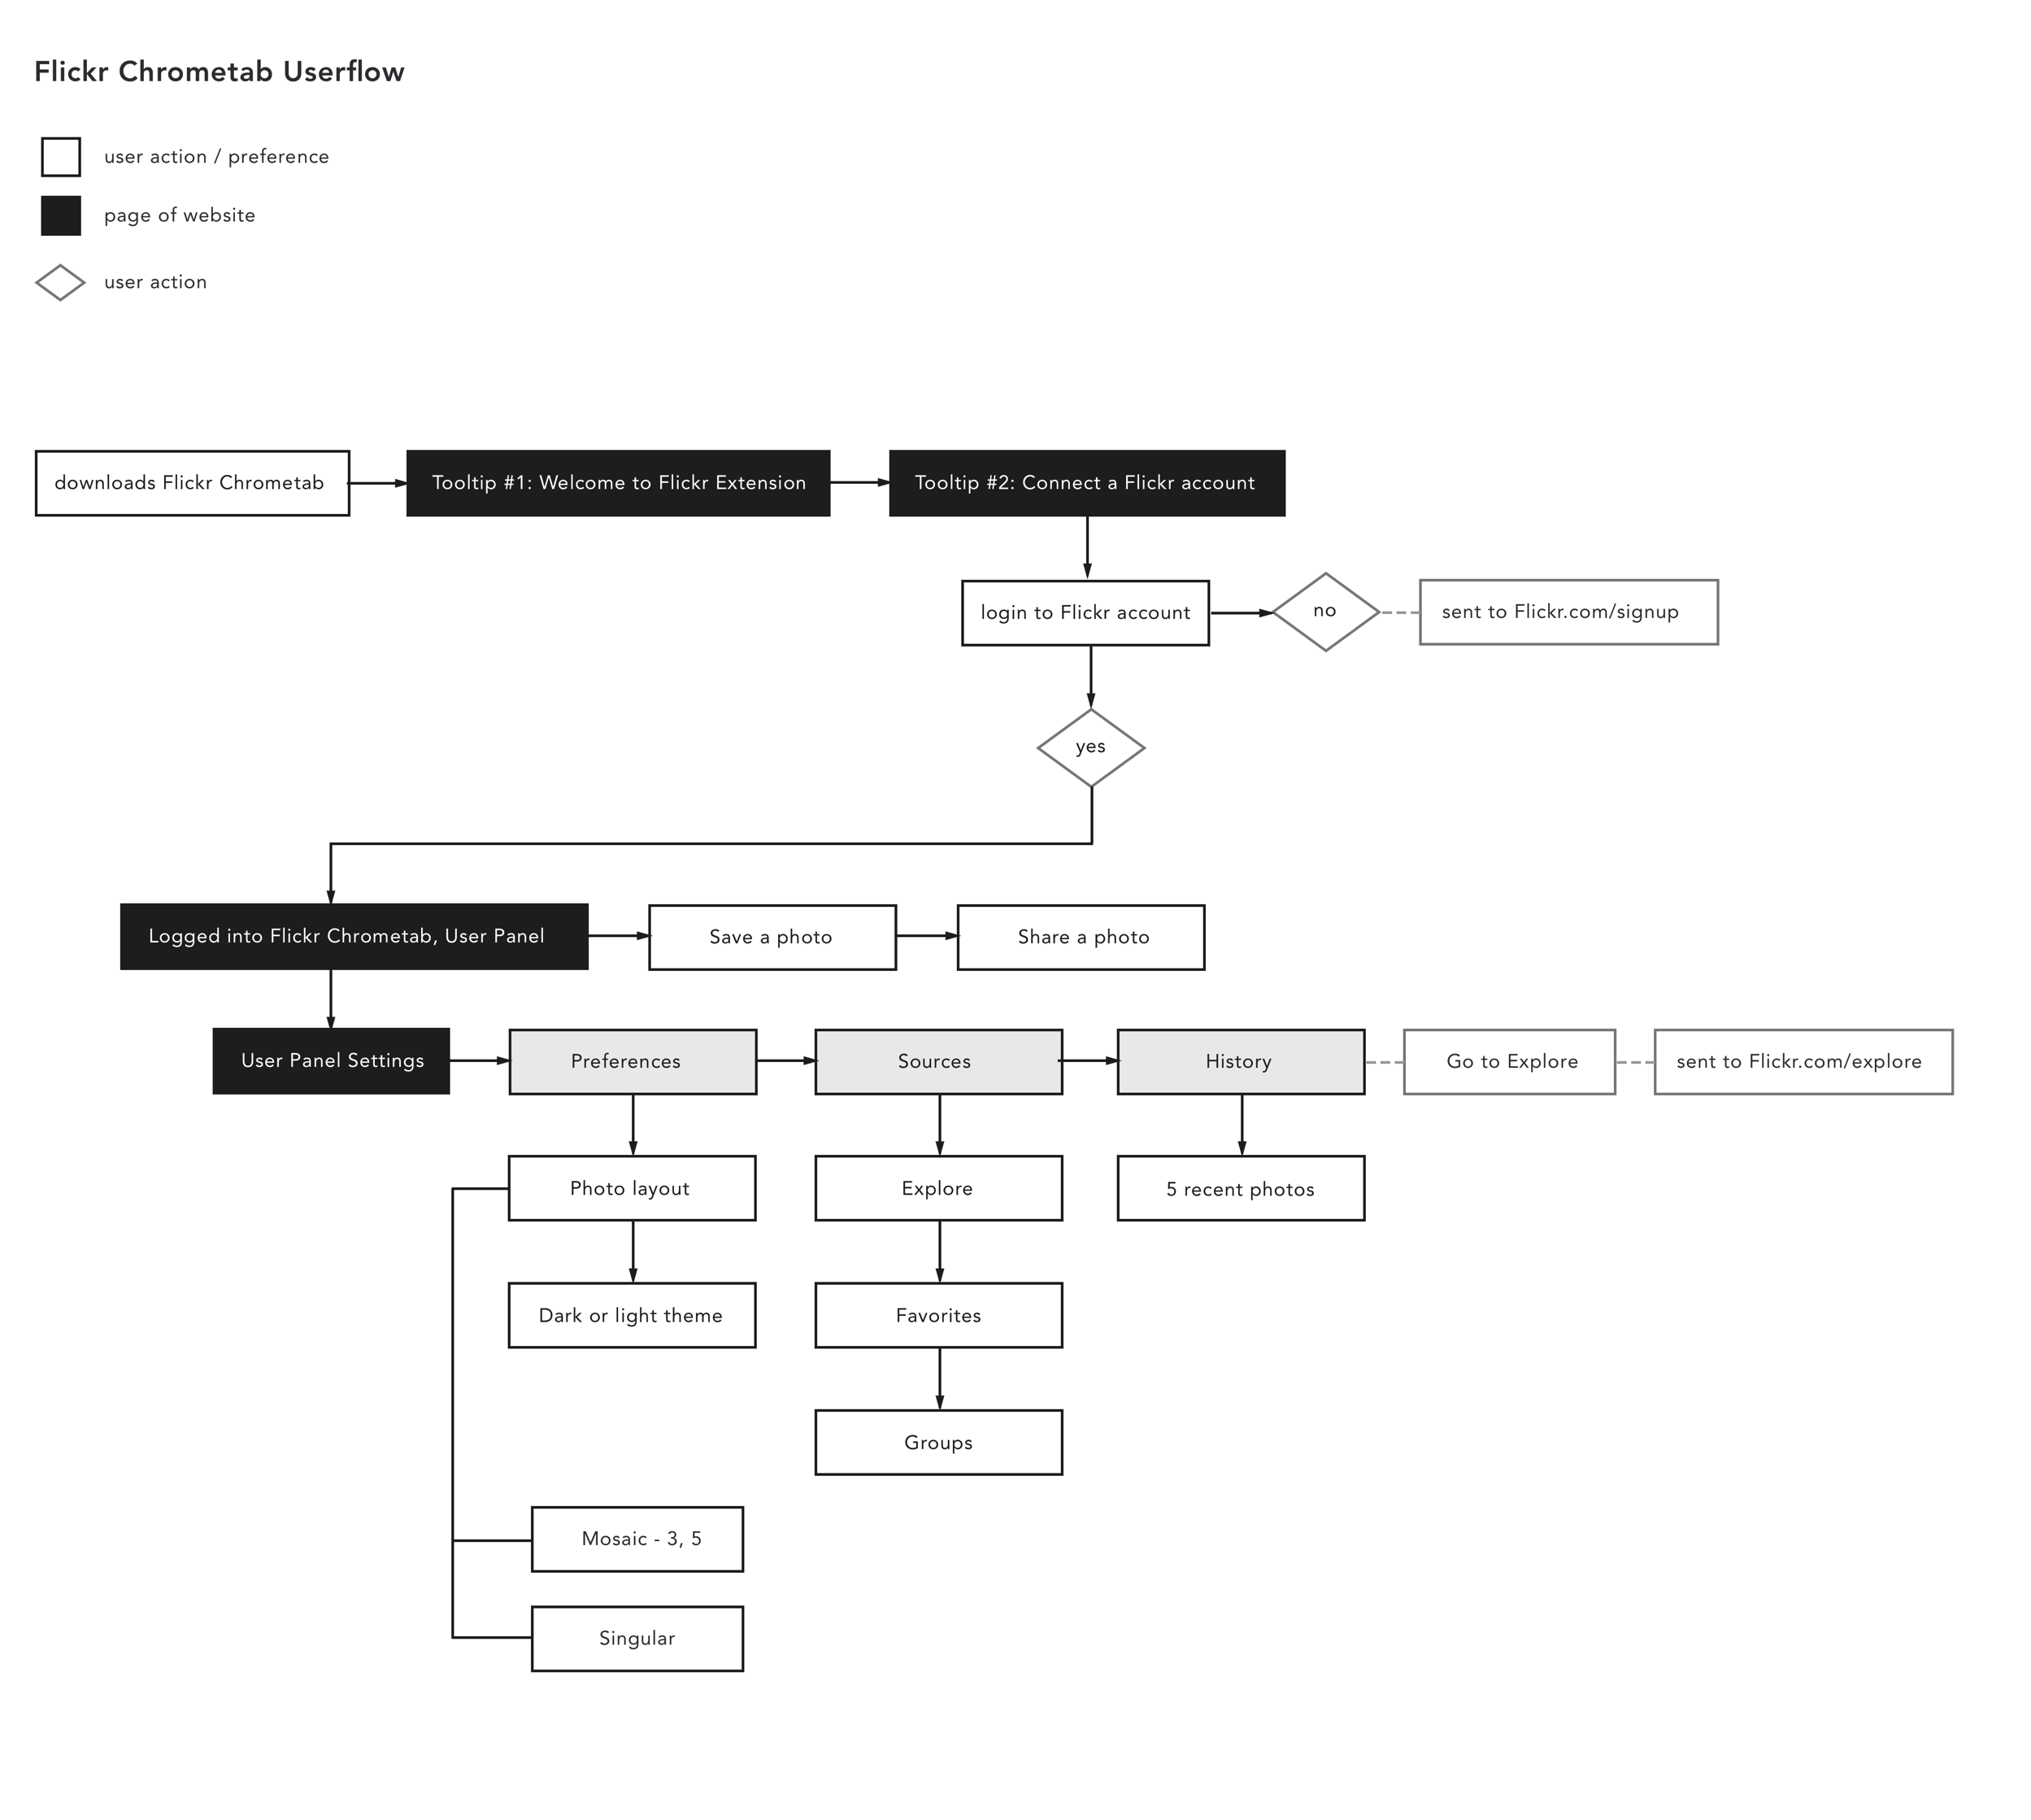 Flickr Chrometab Userflow
user action / preference
page of website
user action
downloads Flickr Chrometab
Tooltip #1: Welcome to Flickr Extension
Tooltip #2: Connect a Flickr account
login to Flickr account
no
sent to Flickr.com/signup
yes
Logged into Flickr Chrometab, User Panel
Save a photo
Share a photo
User Panel Settings
Preferences
Sources
History
Go to Explore
sent to Flickr.com/explore
Photo layout
Explore
5 recent photos
Dark or light theme
Favorites
Groups
Mosaic - 3, 5
Singular